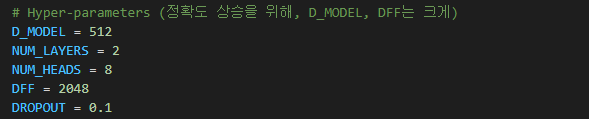 # Hyper-parameters (정확도 상승을 위해, D_MODEL, DFF는 크게)
D_MODEL = 512
NUM_LAYERS = 2
NUM_HEADS = 8
DFF = 2048
DROPOUT = 0.1